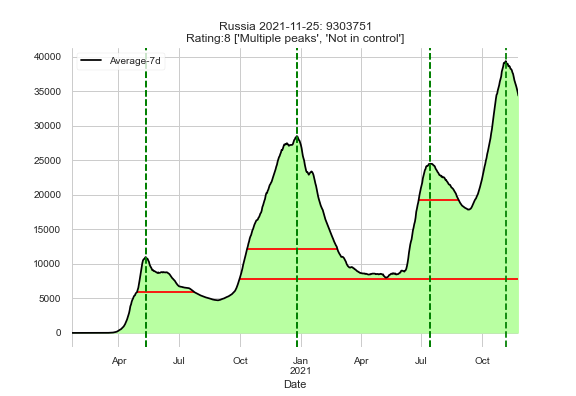 Russia 2021-11-25: 9303751
Rating:8 ['Multiple peaks', 'Not in control']
Average-7d
40000
35000
30000
25000
20000
15000
10000
5000
0
Apr
Jul
Oct
Jan
2021
Apr
Jul
Oct
Date